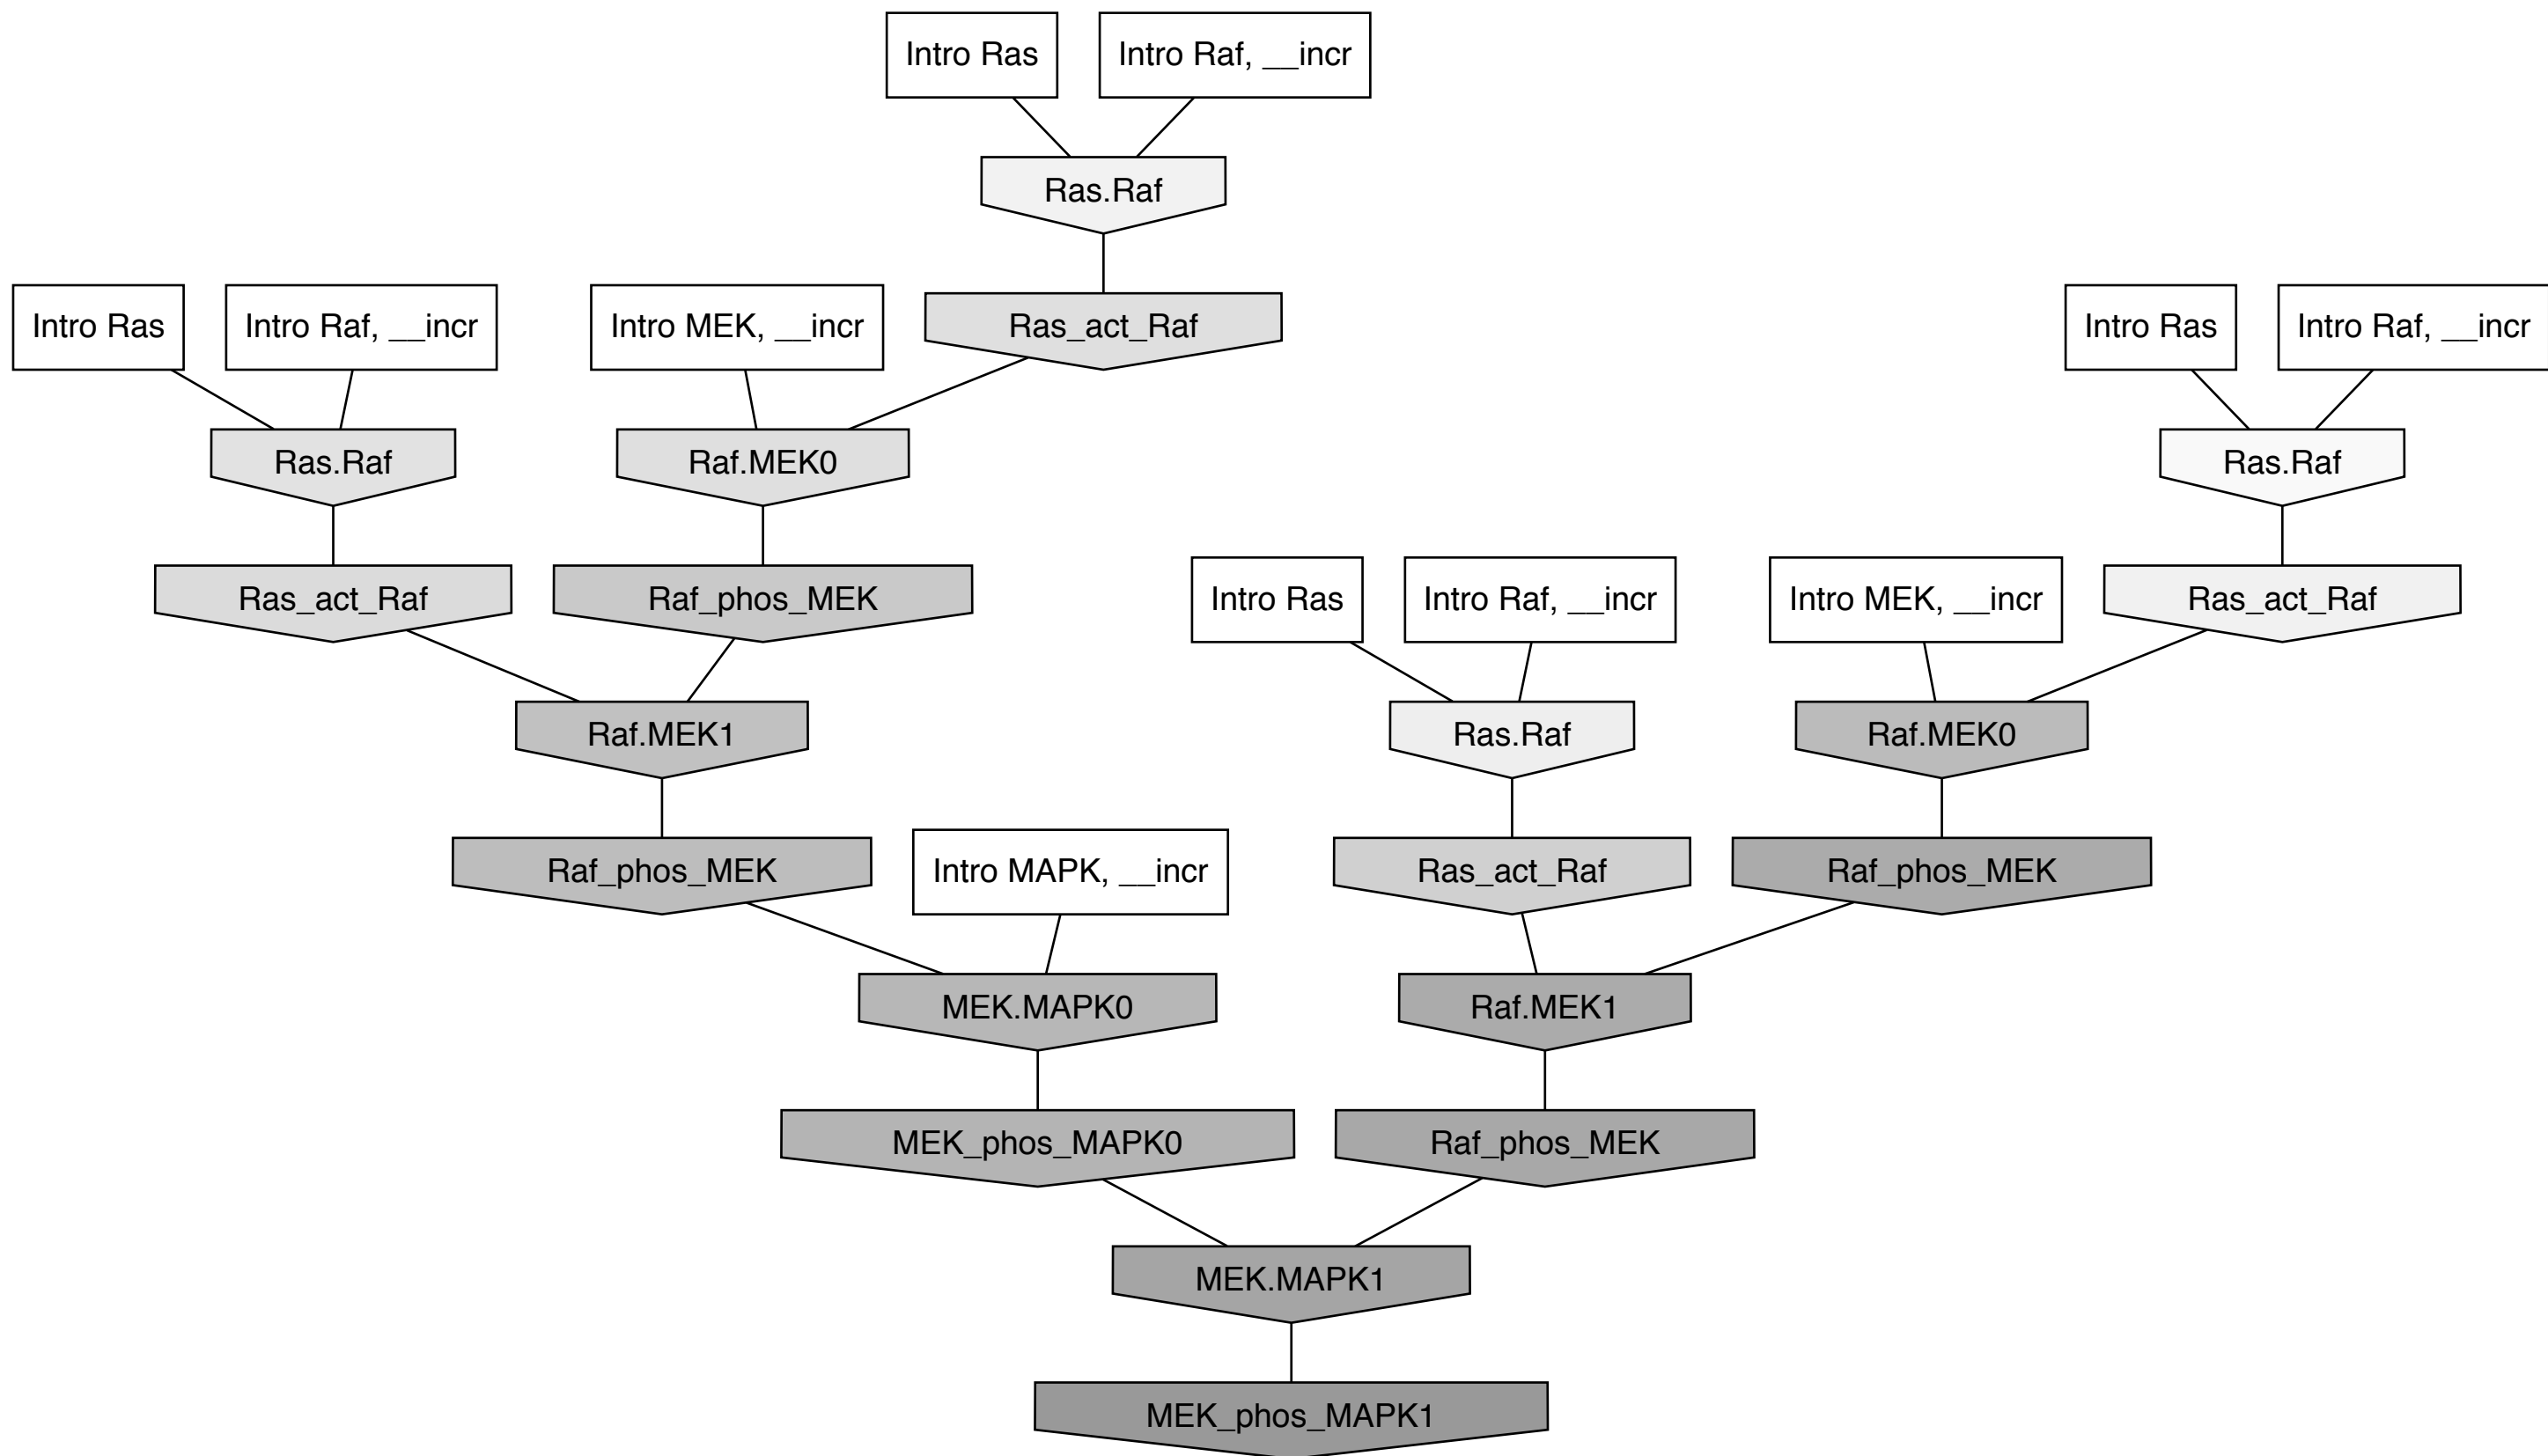 Intro Ras
Intro Raf, __incr
Ras.Raf
Intro Ras
Intro Raf, __incr
Intro MEK, __incr
Ras_act_Raf
Intro Ras
Intro Raf, __incr
Ras.Raf
Raf.MEK0
Ras.Raf
Ras_act_Raf
Raf_phos_MEK
Intro Ras
Intro Raf, __incr
Intro MEK, __incr
Ras_act_Raf
Raf.MEK1
Ras.Raf
Raf.MEK0
Raf_phos_MEK
Intro MAPK, __incr
Ras_act_Raf
Raf_phos_MEK
MEK.MAPK0
Raf.MEK1
MEK_phos_MAPK0
Raf_phos_MEK
MEK.MAPK1
MEK_phos_MAPK1